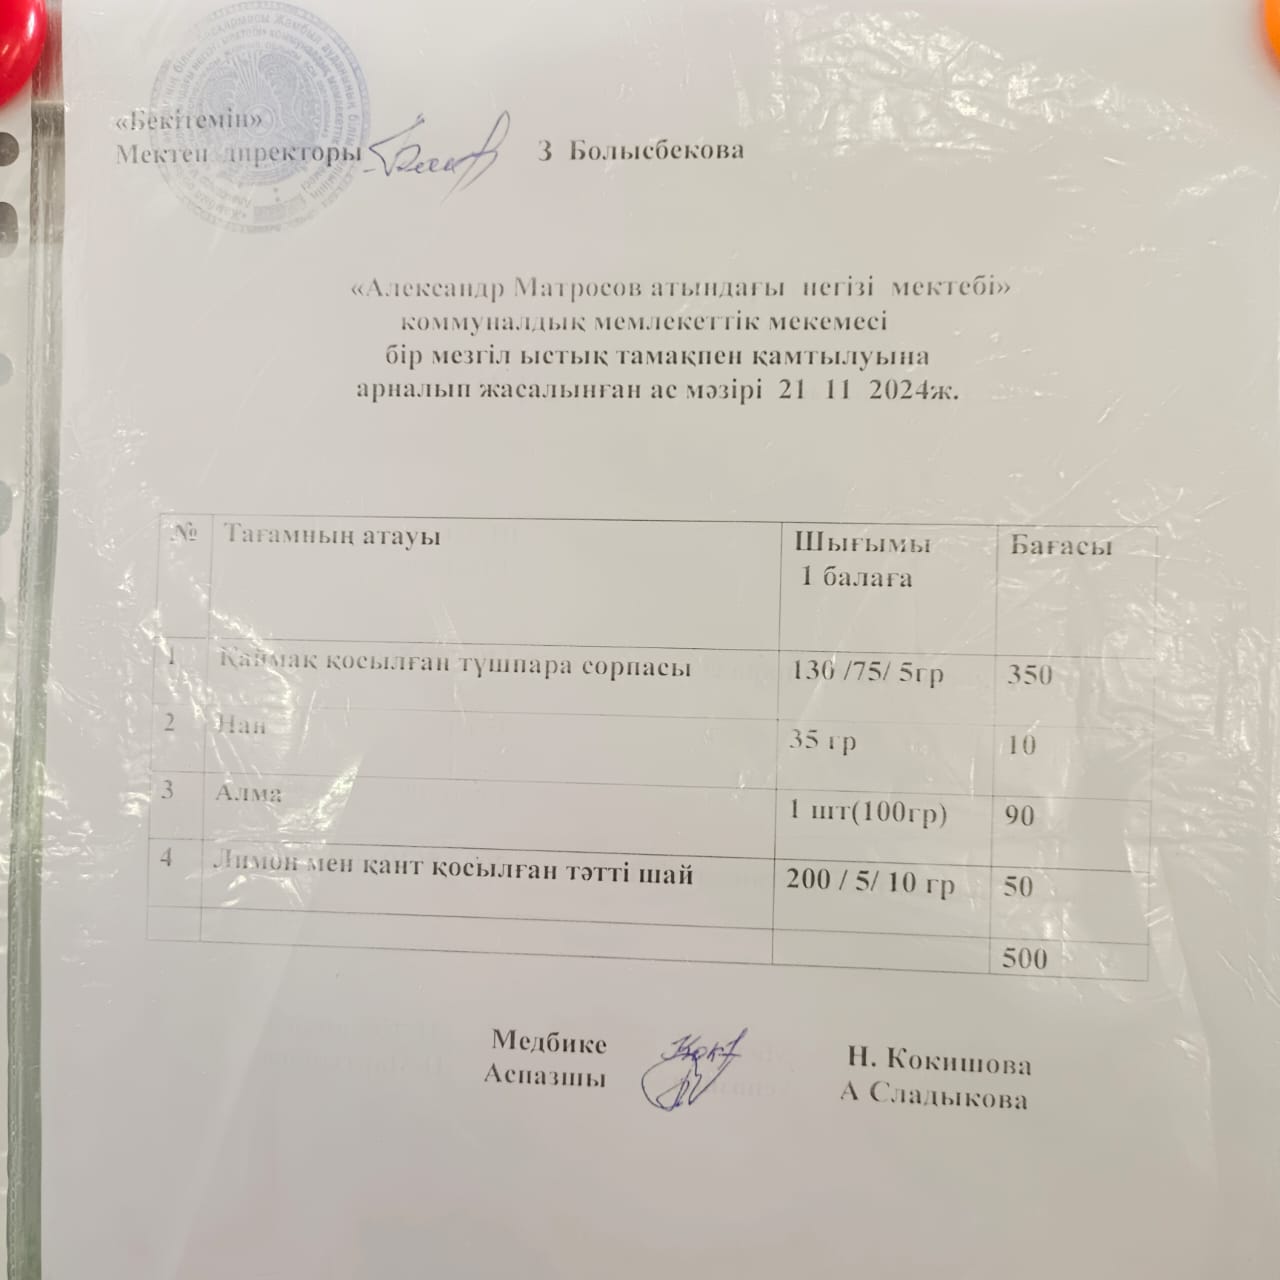 «Бекітемін»
Мектеп директоры З Болысбекова
«Александр Матросов атындағы негізі мектебі»
коммуналдық мемлекеттік мекемесі
бір мезгіл ыстық тамақпен қамтылуына
арналып жасалынған ас мәзірі 21 11 2024ж.
№ Тағамның атауы Шығымы 1 балаға Бағасы
1 Қаймақ қосылған тұшпара сорпасы 130 /75/ 5гр 350
2 Нан 35 гр 10
3 Алма 1 шт(100гр) 90
4 Лимон мен қант қосылған тәтті шай 200 / 5/ 10 гр 50
500
Медбике Н. Кокишова
Аспазшы А Сладыкова